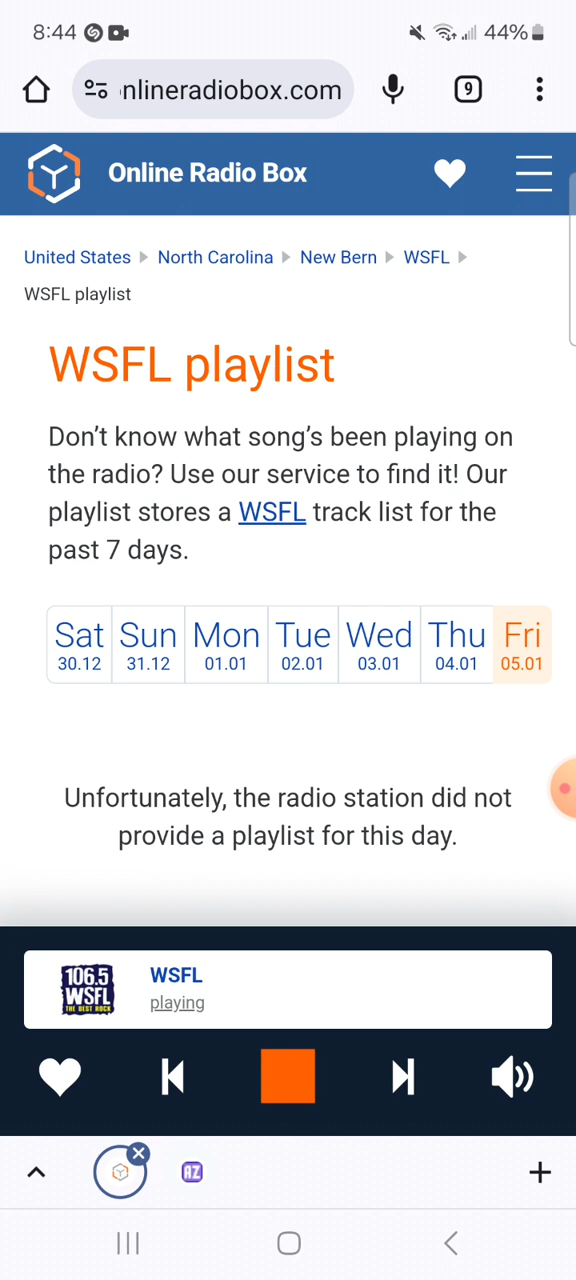 8:44 44%
nlineradiobox.com 9
Online Radio Box
United States North Carolina New Bern WSFL
WSFL playlist
WSFL playlist
Don't know what song's been playing on
the radio? Use our service to find it! Our
playlist stores a WSFL track list for the
past 7 days.
Sat Sun Mon Tue Wed Thu Fri
30.12 31.12 01.01 02.01 03.01 04.01 05.01
Unfortunately, the radio station did not
provide a playlist for this day.
106.5
WSFL
THE BEST ROCK
WSFL
playing
AZ